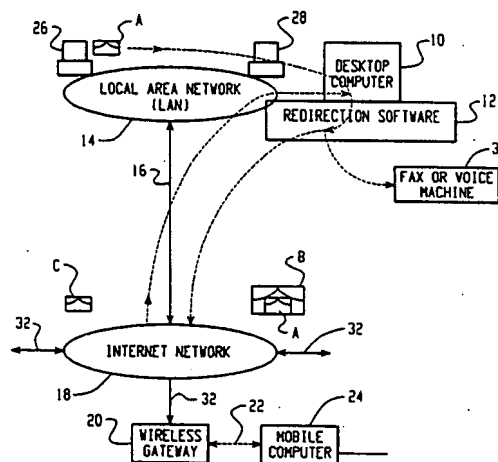 26
A
28
10
DESKTOP
COMPUTER
LOCAL AREA NETWORK
(LAN)
REDIRECTION SOFTWARE
12
14
16
3
FAX OR VOICE
MACHINE
C
B
A
32
32
INTERNET NETWORK
18
32
20
22
24
WIRELESS
GATEWAY
MOBILE
COMPUTER